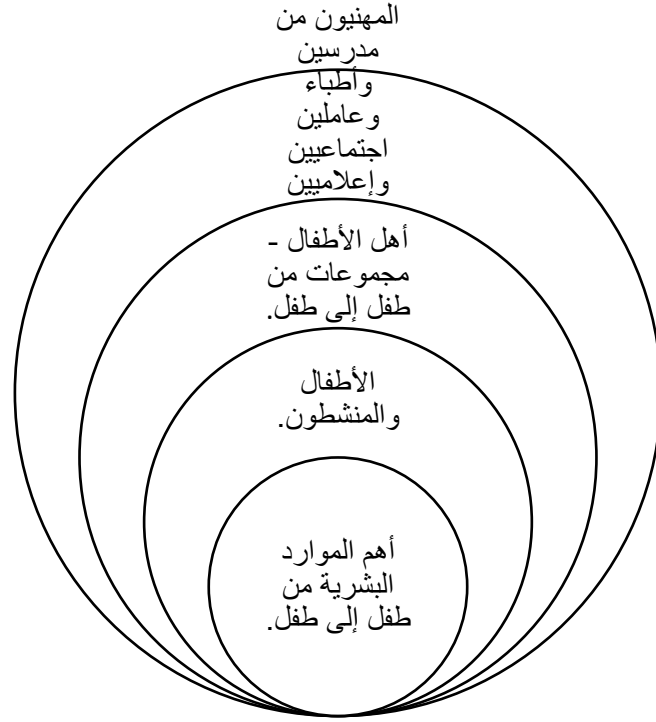 المهنيون من
مدرسين
وأطباء
وعاملين
اجتماعيين
وإعلاميين
أهل الأطفال -
مجموعات من
طفل إلى طفل.
الأطفال
والمنشطون.
أهم الموارد
البشرية من
طفل إلى طفل.